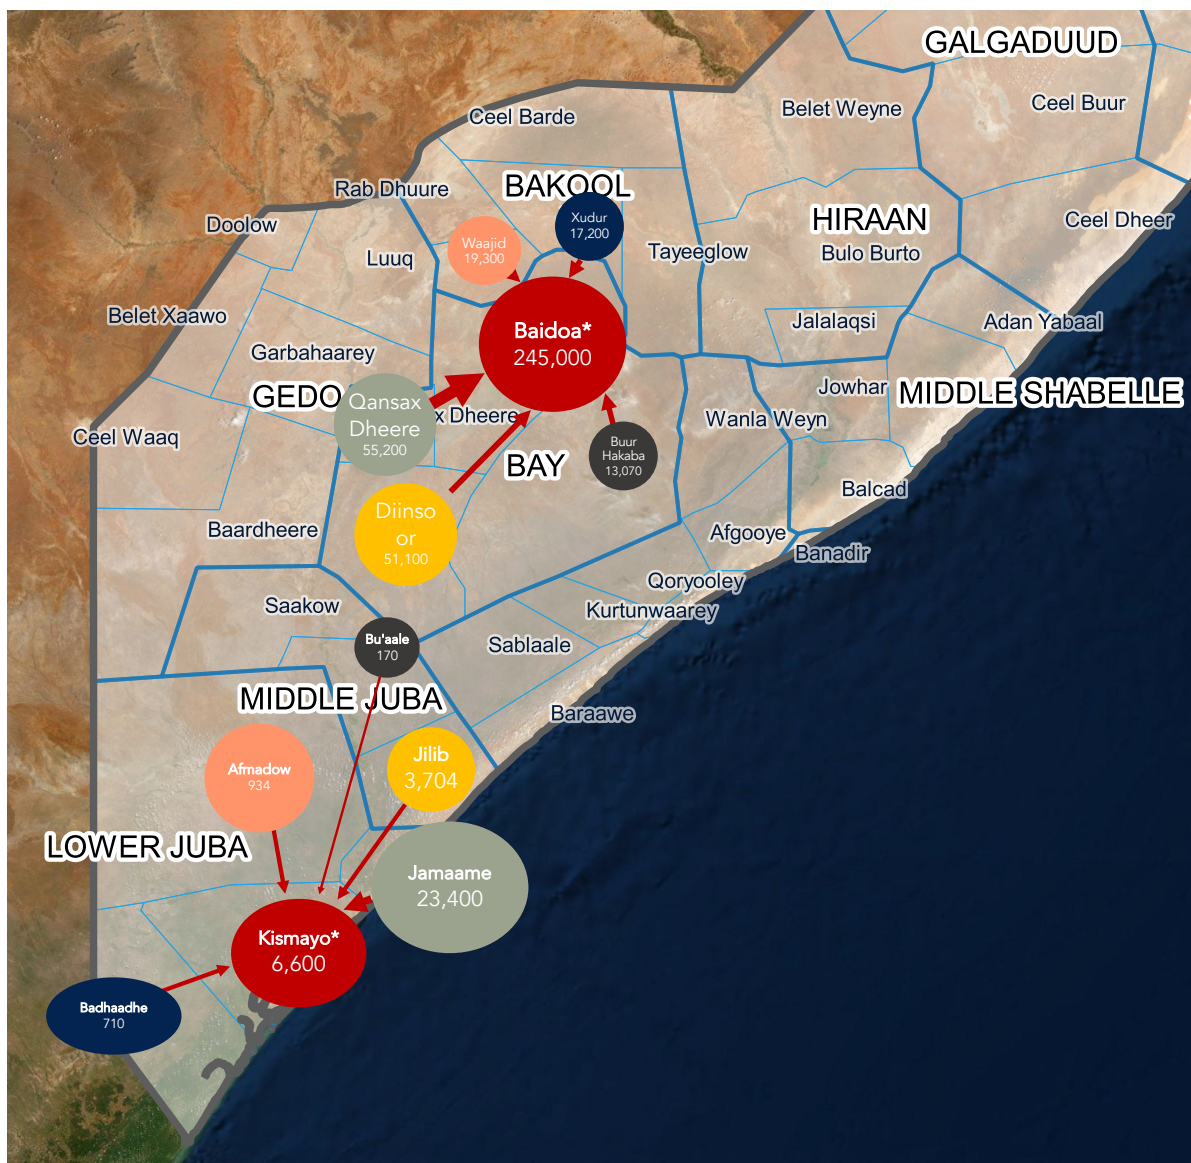 GALGADUUD
Ceel Buur
Belet Weyne
Ceel Barde
BAKOOL
Rab Dhuure
Xudur
17,200
HIRAAN
Ceel Dheer
Doolow
Waajid
19,300
Tayeeglow
Bulo Burto
Luuq
Belet Xaawo
Baidoa*
245,000
Jalalaqsi
Adan Yabaal
Garbahaarey
GEDO
Jowhar
MIDDLE SHABELLE
Qansax
Dheere
55,200
x Dheere
Wanla Weyn
Ceel Waaq
Buur
Hakaba
13,070
BAY
Balcad
Diinso
or
51,100
Baardheere
Afgooye
Banadir
Qoryooley
Saakow
Kurtunwaarey
Bu'aale
170
Sablaale
MIDDLE JUBA
Baraawe
Afmadow
934
Jilib
3,704
LOWER JUBA
Jamaame
23,400
Kismayo*
6,600
Badhaadhe
710